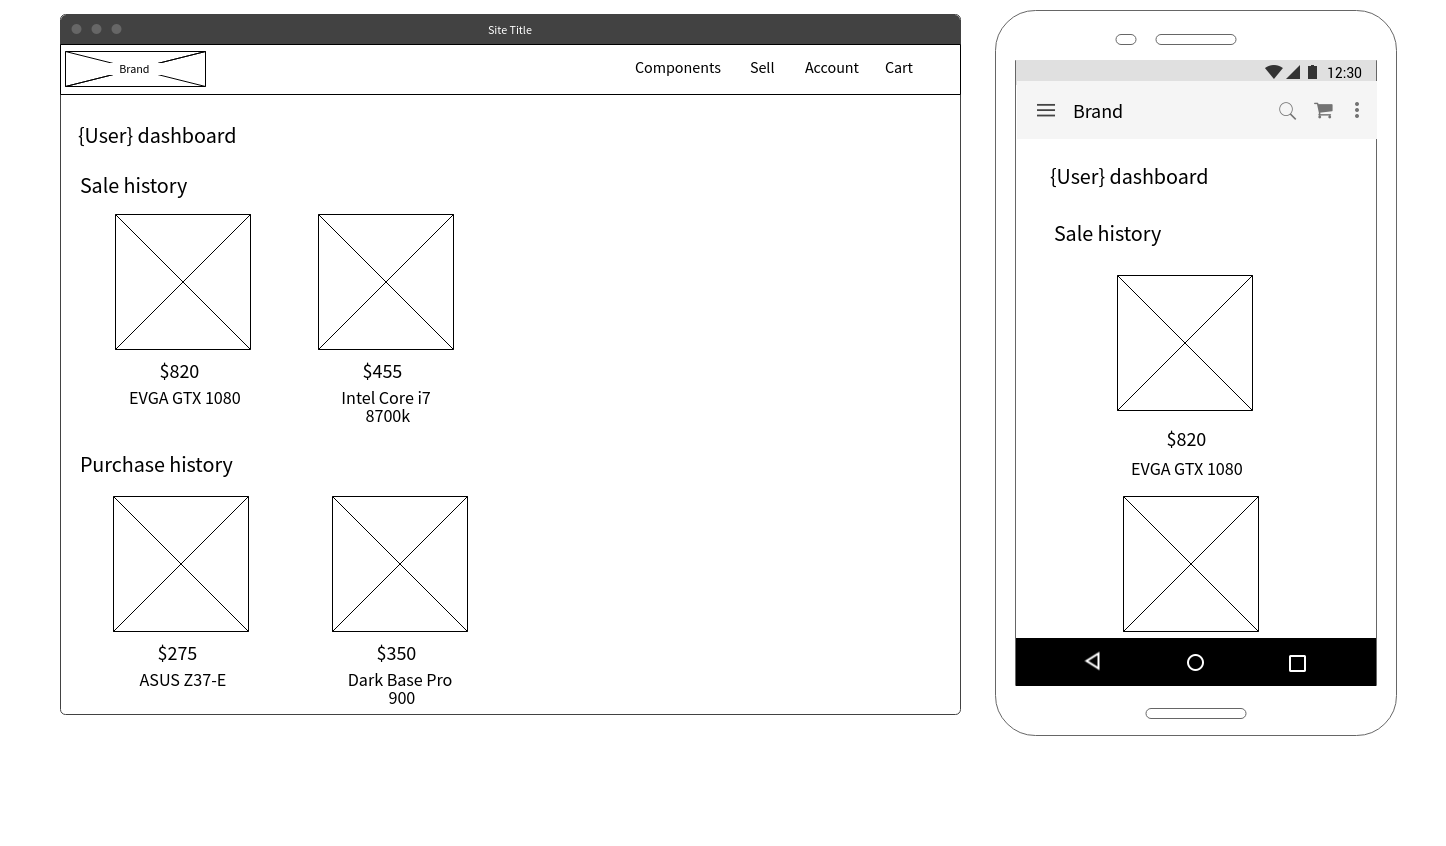 Site Title
Brand
Components Sell Account Cart
{User} dashboard
Sale history
$820 $455
EVGA GTX 1080 Intel Core i7
8700k
Purchase history
$275 $350
ASUS Z37-E Dark Base Pro
900
12:30
Brand
{User} dashboard
Sale history
$820
EVGA GTX 1080